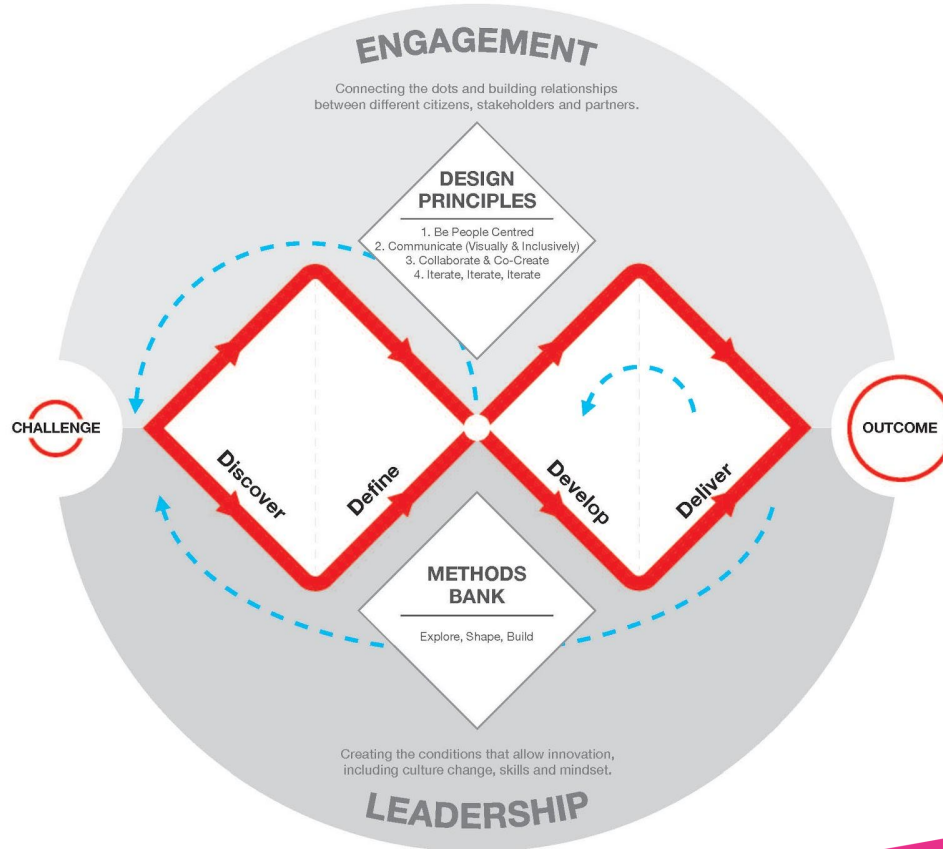 ENGAGEMENT
Connecting the dots and building relationships
between different citizens, stakeholders and partners.
DESIGN
PRINCIPLES
1. Be People Centred
2. Communicate (Visually & Inclusively)
3. Collaborate & Co-Create
4. Iterate, Iterate, Iterate
CHALLENGE
OUTCOME
Discover
Define
Develop
Deliver
METHODS
BANK
Explore, Shape, Build
Creating the conditions that allow innovation,
including culture change, skills and mindset.
LEADERSHIP